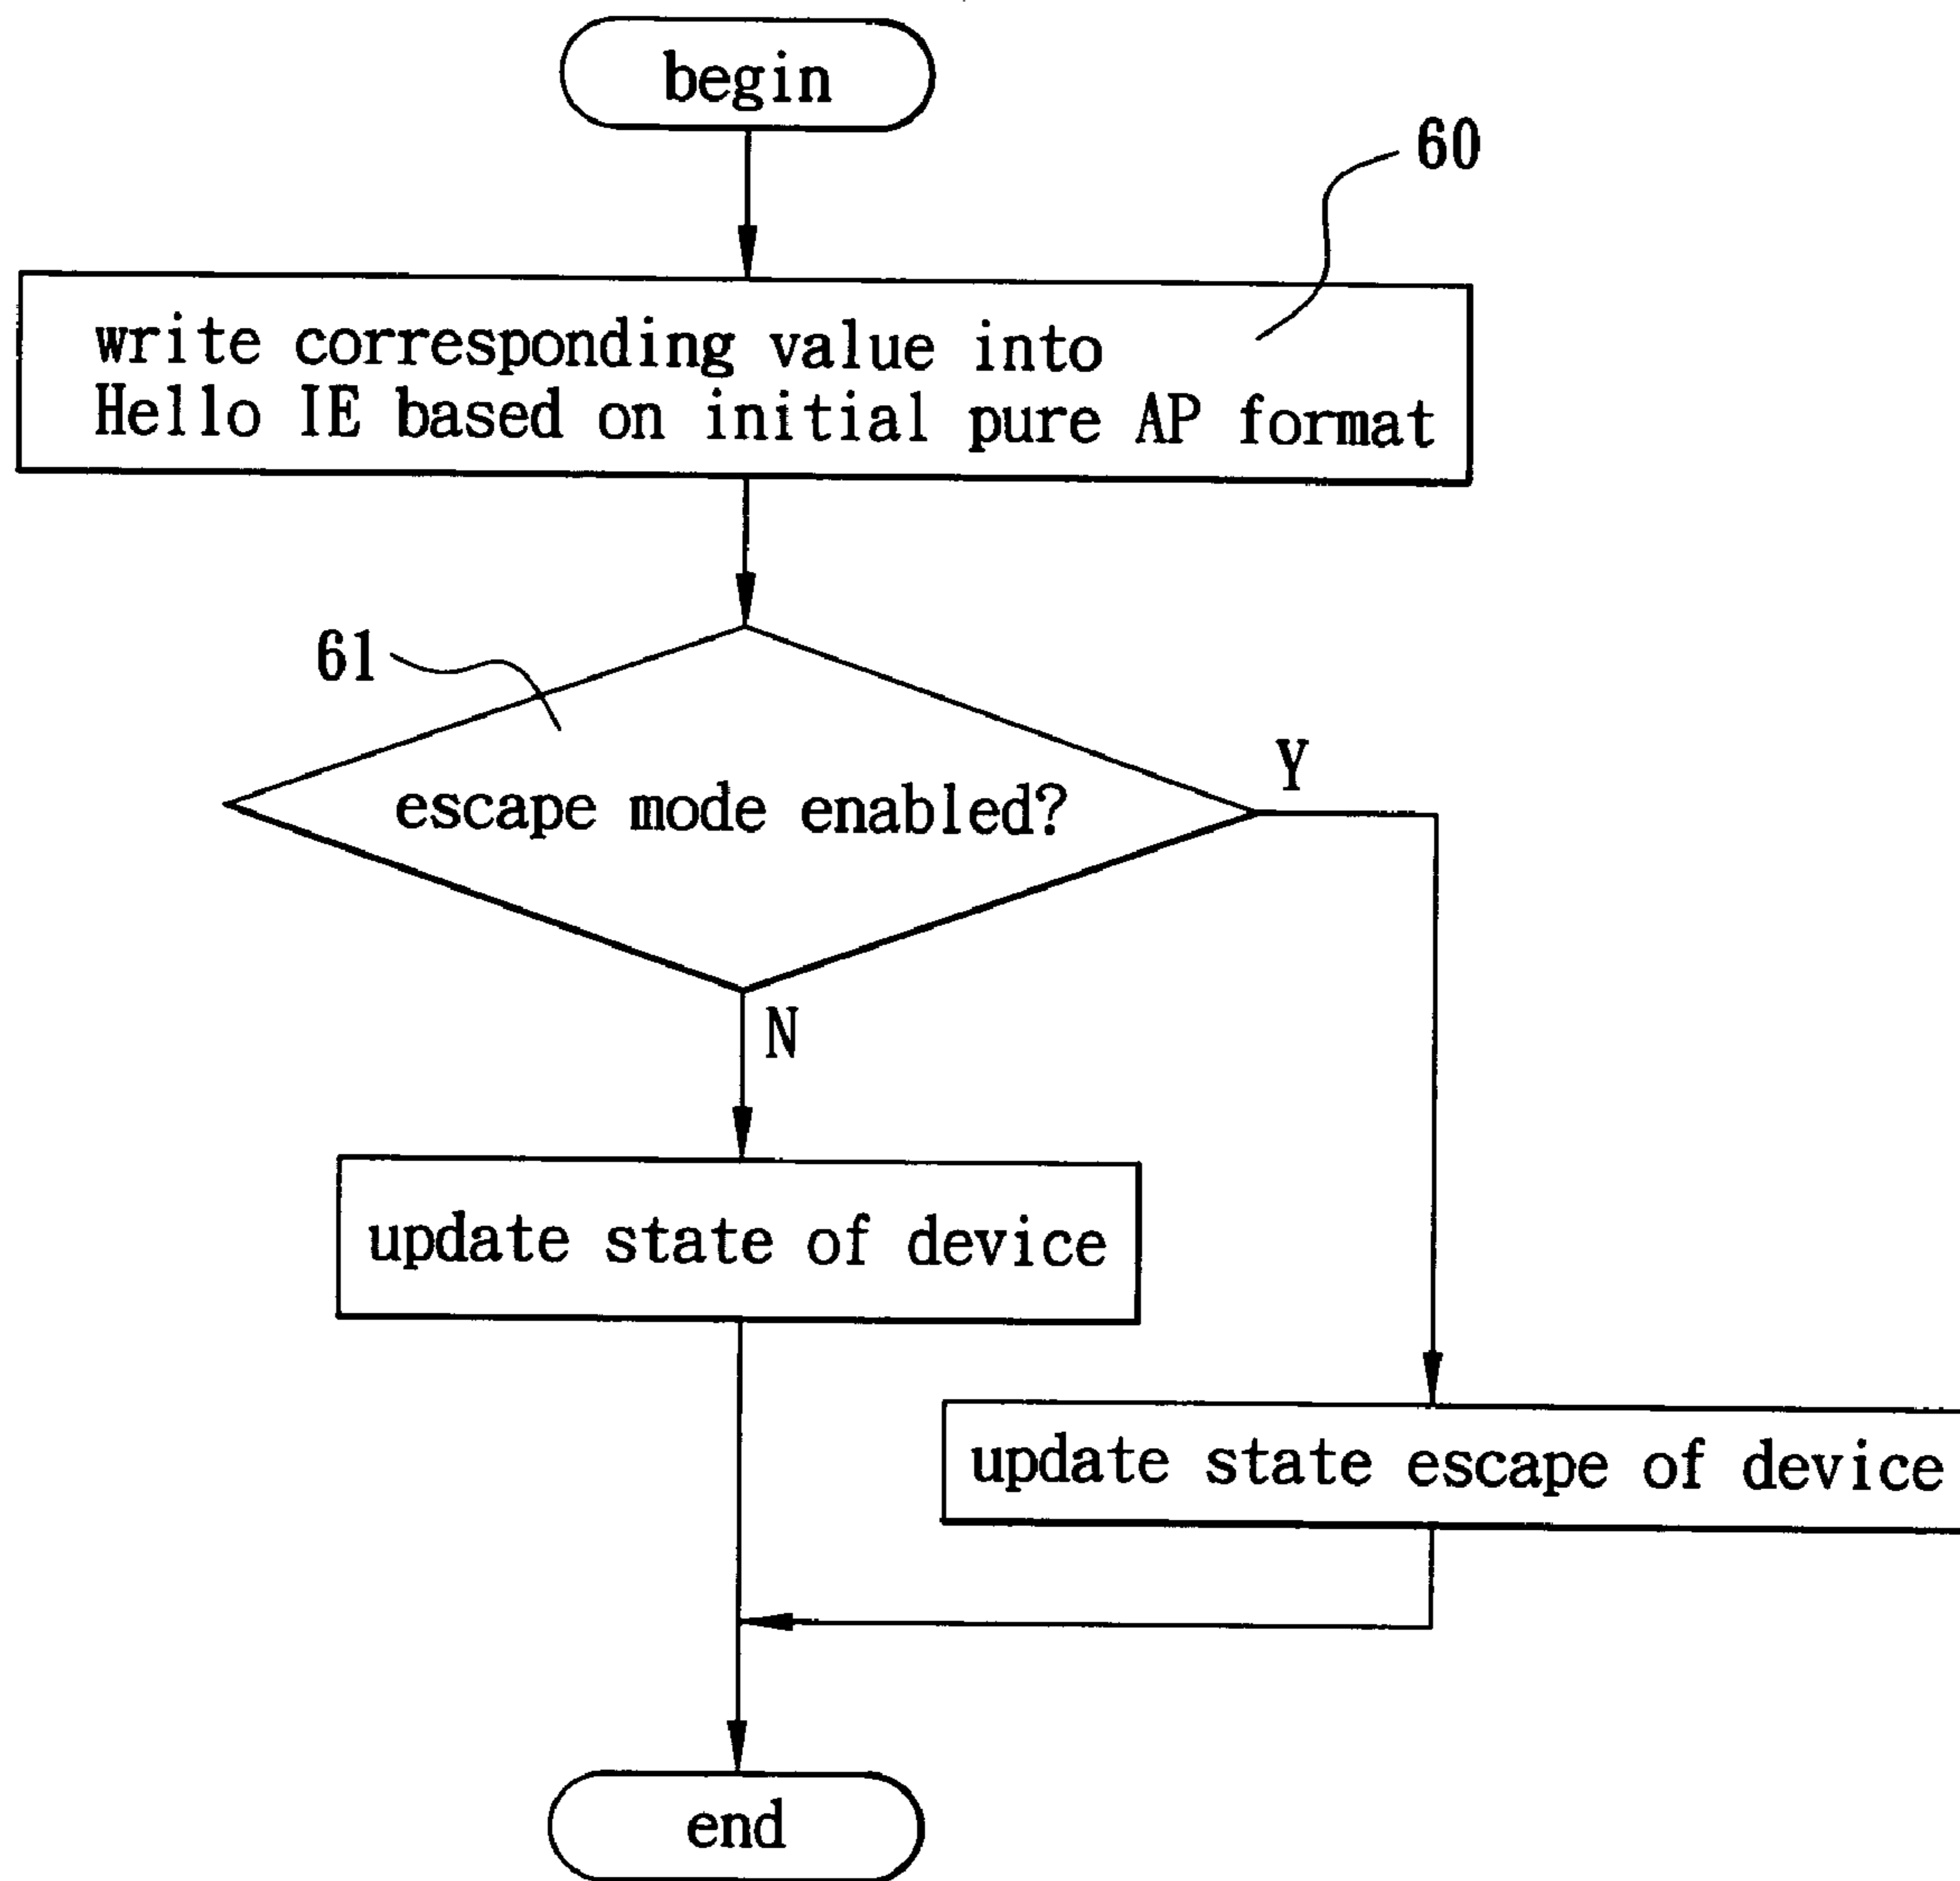 begin
60
write corresponding value into
Hello IE based on initial pure AP format
61
escape mode enabled?
Y
N
update state of device
update state escape of device
end